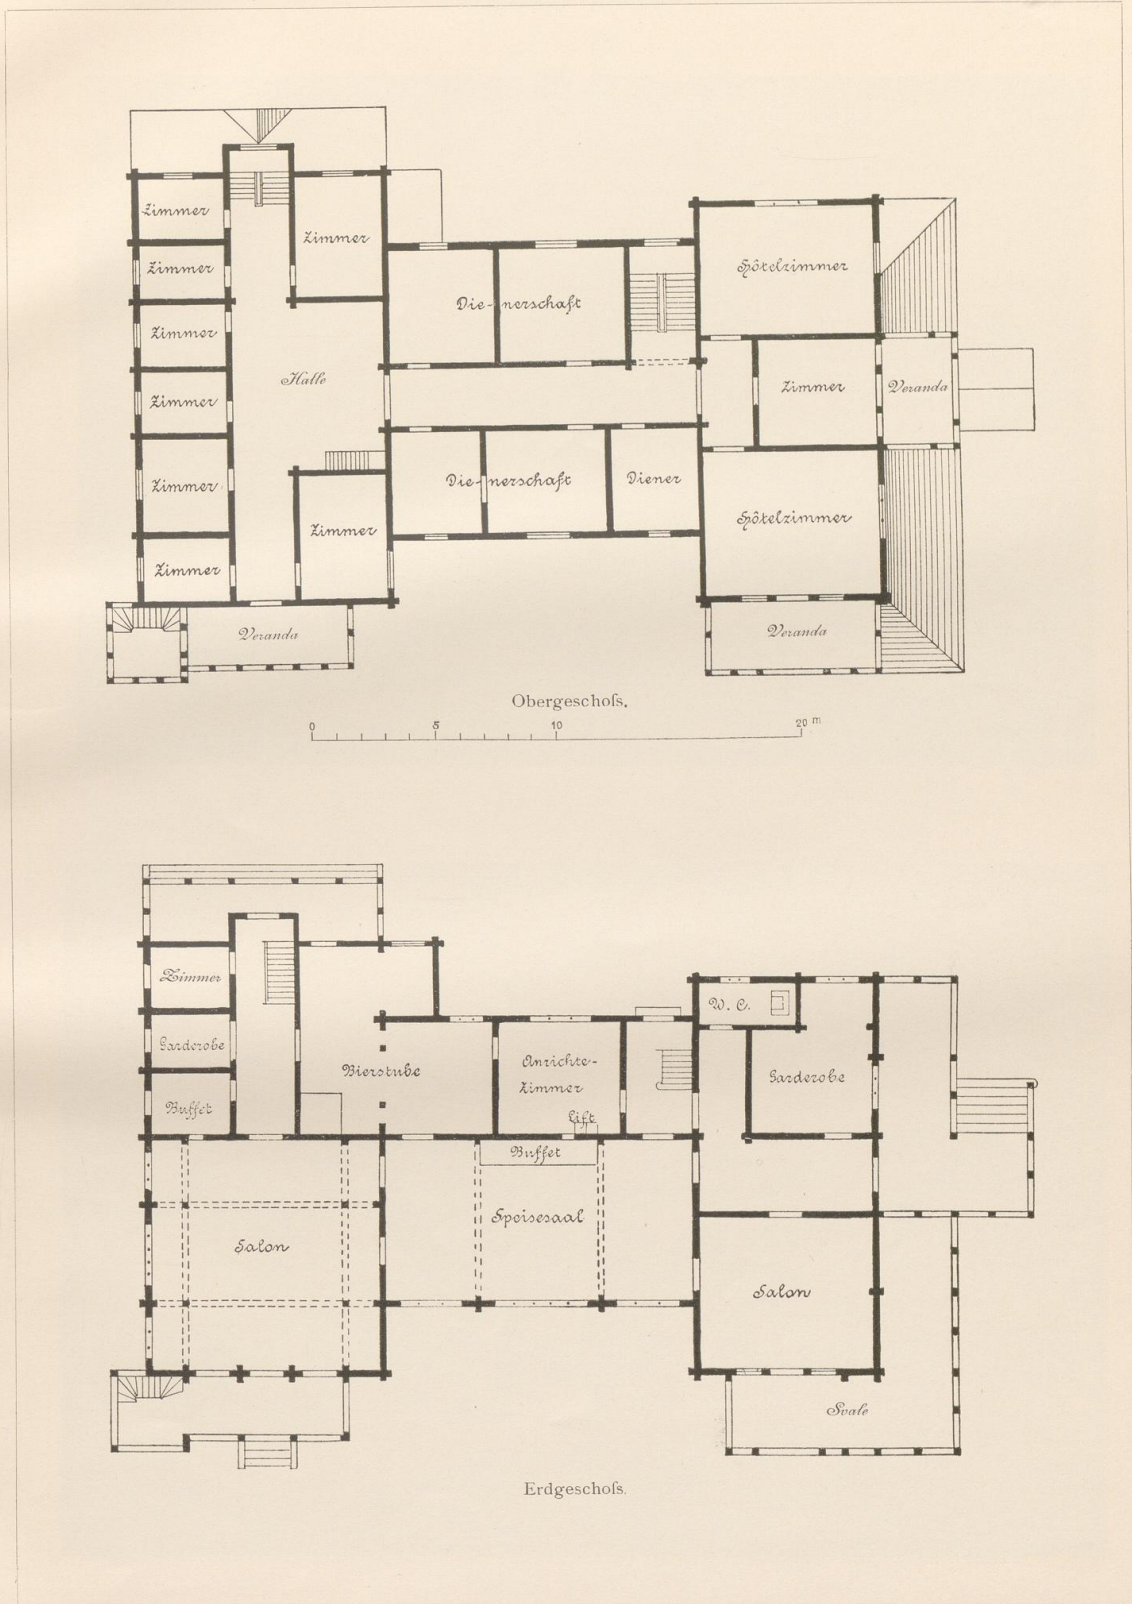 Zimmer
Zimmer
Zimmer
Hôtelzimmer
Die-nerschaft
Zimmer
Halle
Zimmer
Veranda
Zimmer
Zimmer
Die-nerschaft
Diener
Hôtelzimmer
Zimmer
Zimmer
Veranda
Veranda
Obergeschoſs.
0 5 10 20 m
Zimmer
W. C.
Garderobe
Bierstube
Anrichte-
zimmer
Garderobe
Buffet
Lift
Buffet
Speisesaal
Salon
Salon
Svale
Erdgeschoſs.